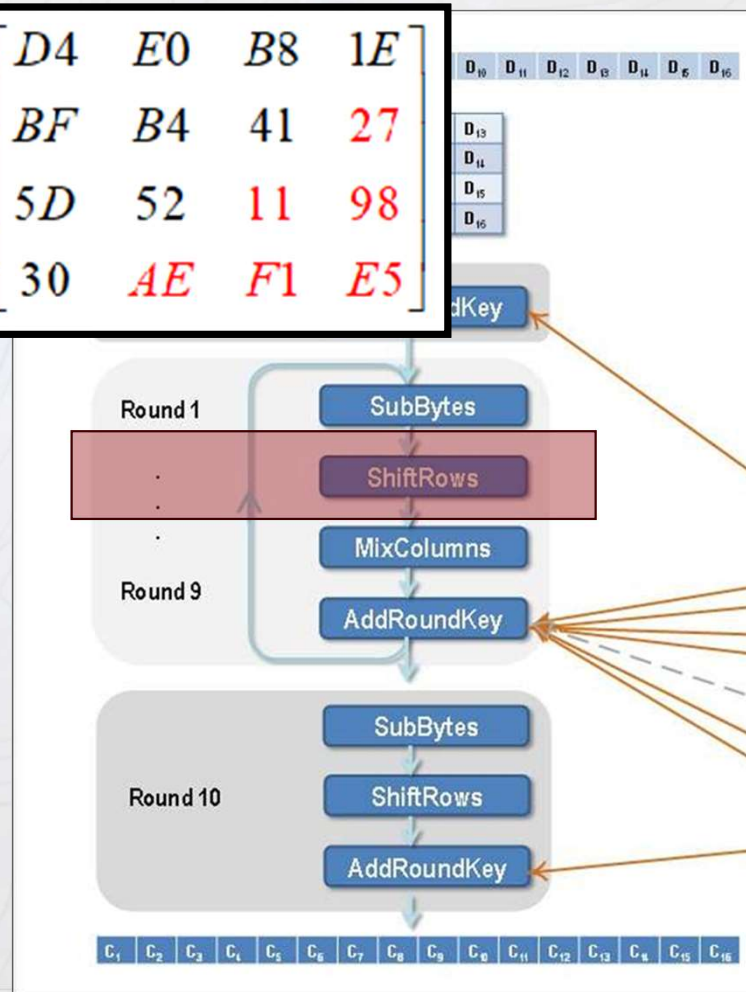 D4 E0 B8 1E
BF B4 41 27
5D 52 11 98
30 AE F1 E5
D₁₀ D₁₁ D₁₂ D₁₃ D₁₄ D₁₅ D₁₆
D₁₃
D₁₄
D₁₅
D₁₆
dKey
Round 1
SubBytes
.
ShiftRows
.
.
MixColumns
Round 9
AddRoundKey
SubBytes
Round 10
ShiftRows
AddRoundKey
C₁ C₂ C₃ C₄ C₅ C₆ C₇ C₈ C₉ C₁₀ C₁₁ C₁₂ C₁₃ C₁₄ C₁₅ C₁₆